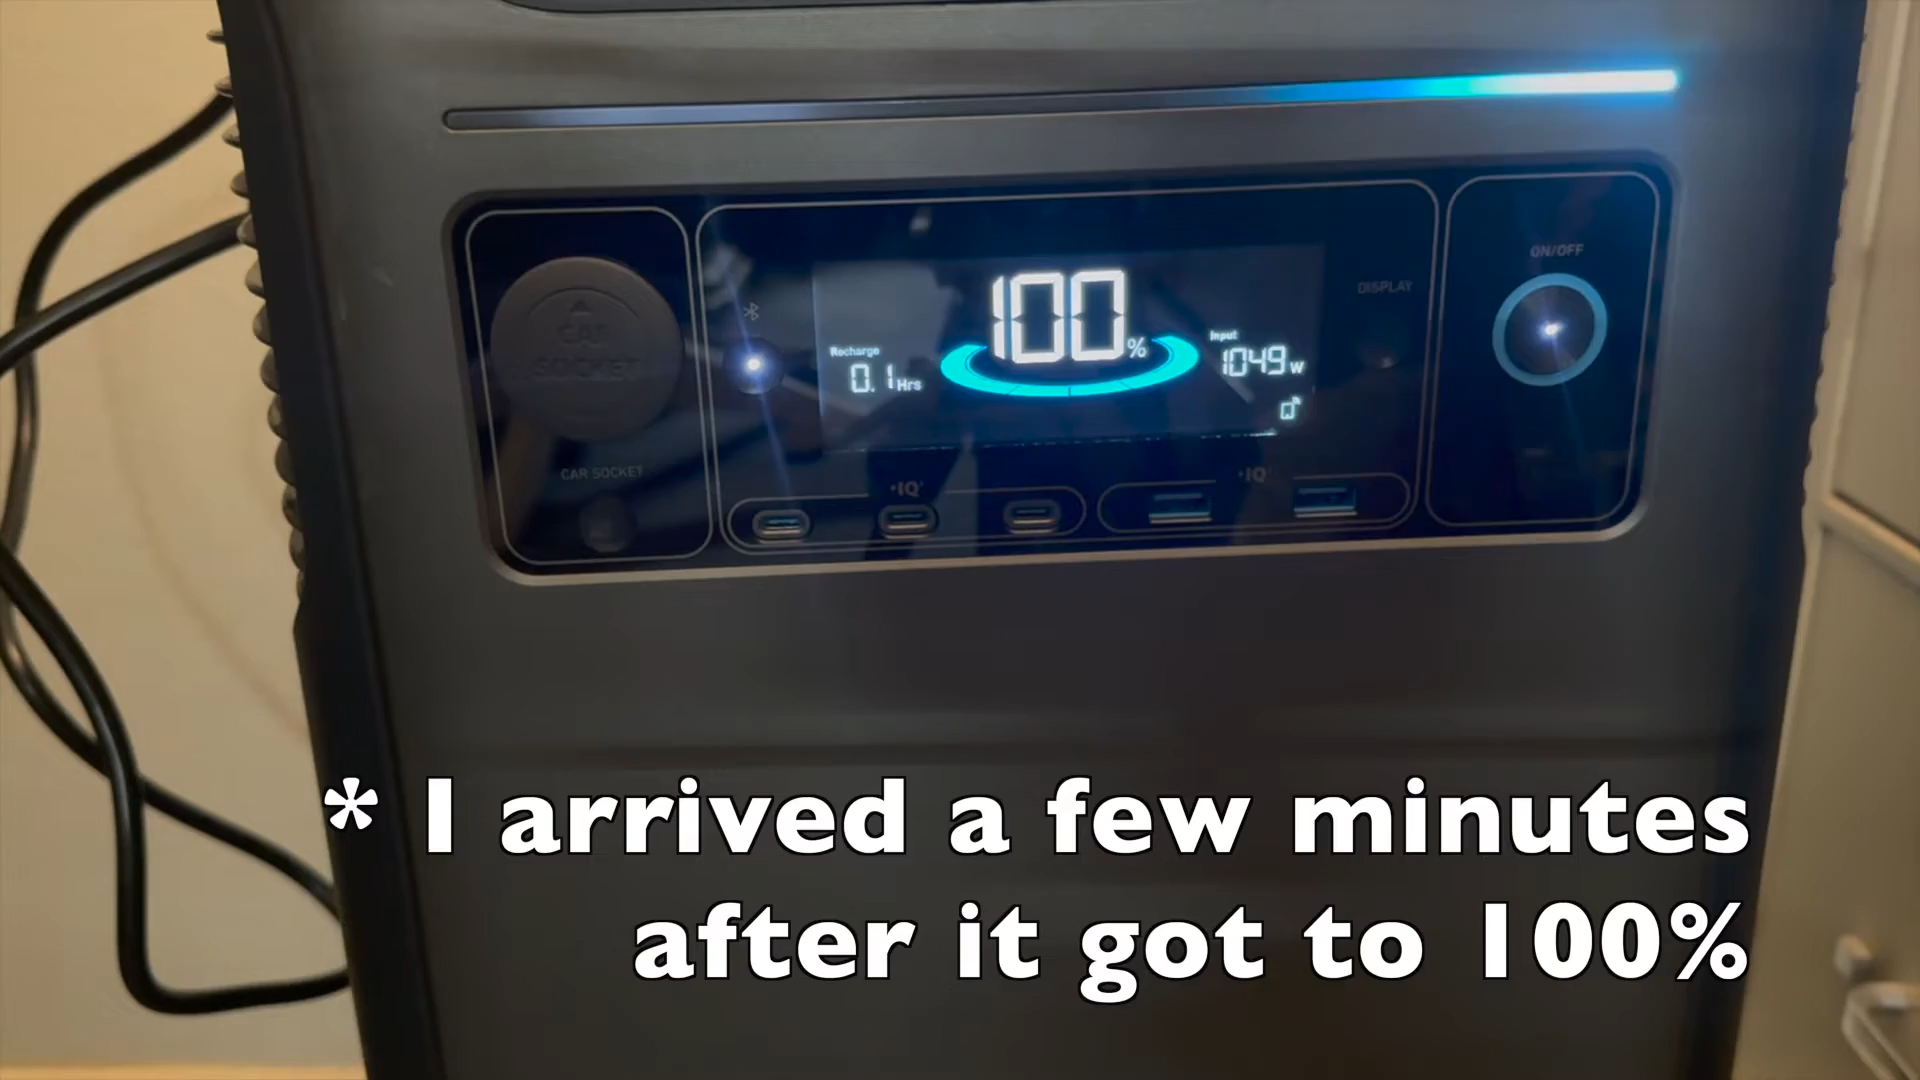 ON/OFF
DISPLAY
100%
Recharge
0.1 Hrs
Input
1049 w
CAR
SOCKET
CAR SOCKET
IQ
IQ
* I arrived a few minutes
after it got to 100%